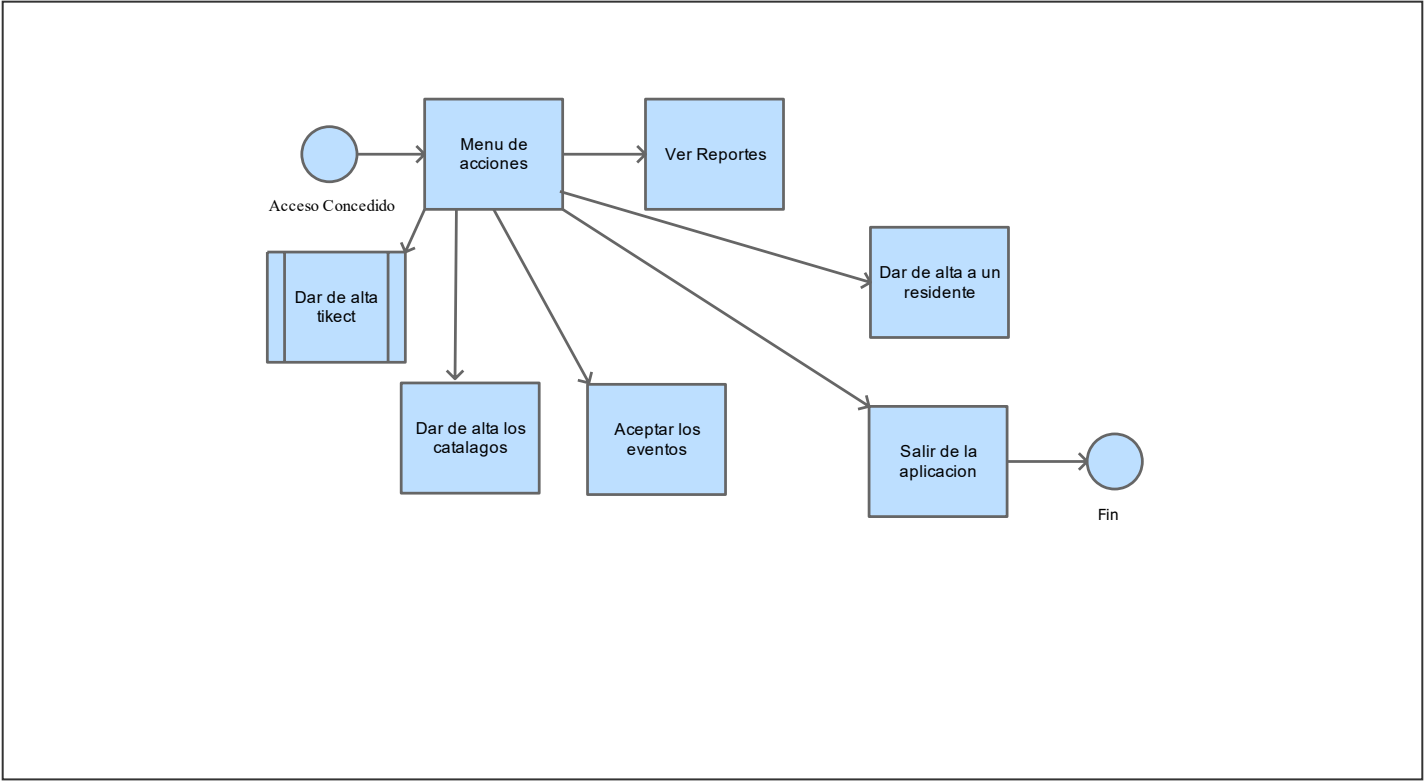 Menu de
acciones
Ver Reportes
Acceso Concedido
Dar de alta
tikect
Dar de alta a un
residente
Dar de alta los
catalagos
Aceptar los
eventos
Salir de la
aplicacion
Fin